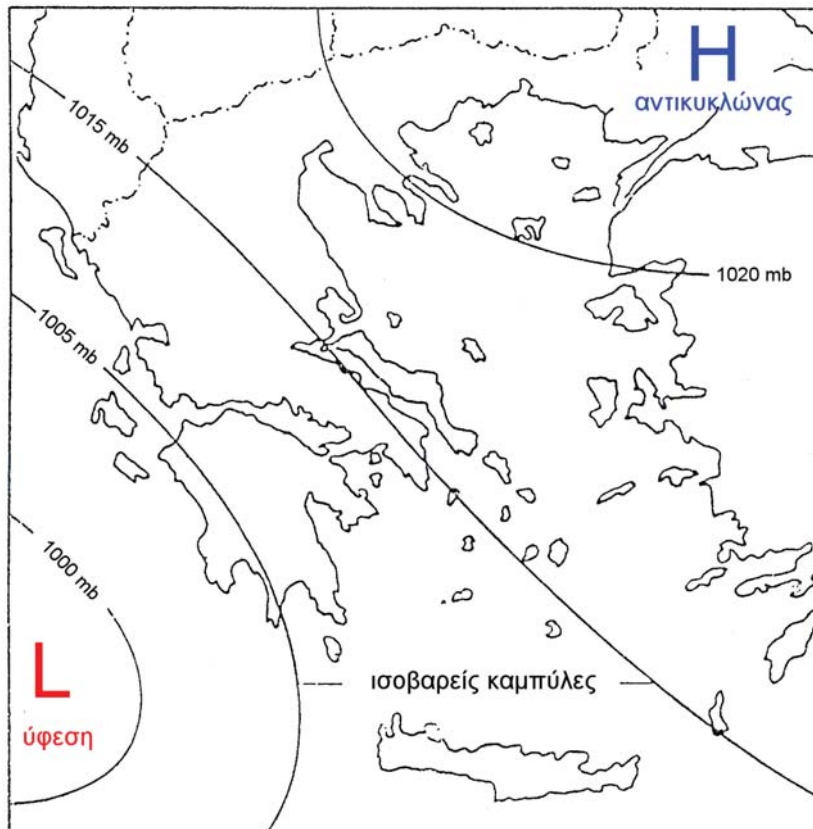 H
αντικυκλώνας
1015 mb
1020 mb
1005 mb
1000 mb
L
ύφεση
ισοβαρείς καμπύλες